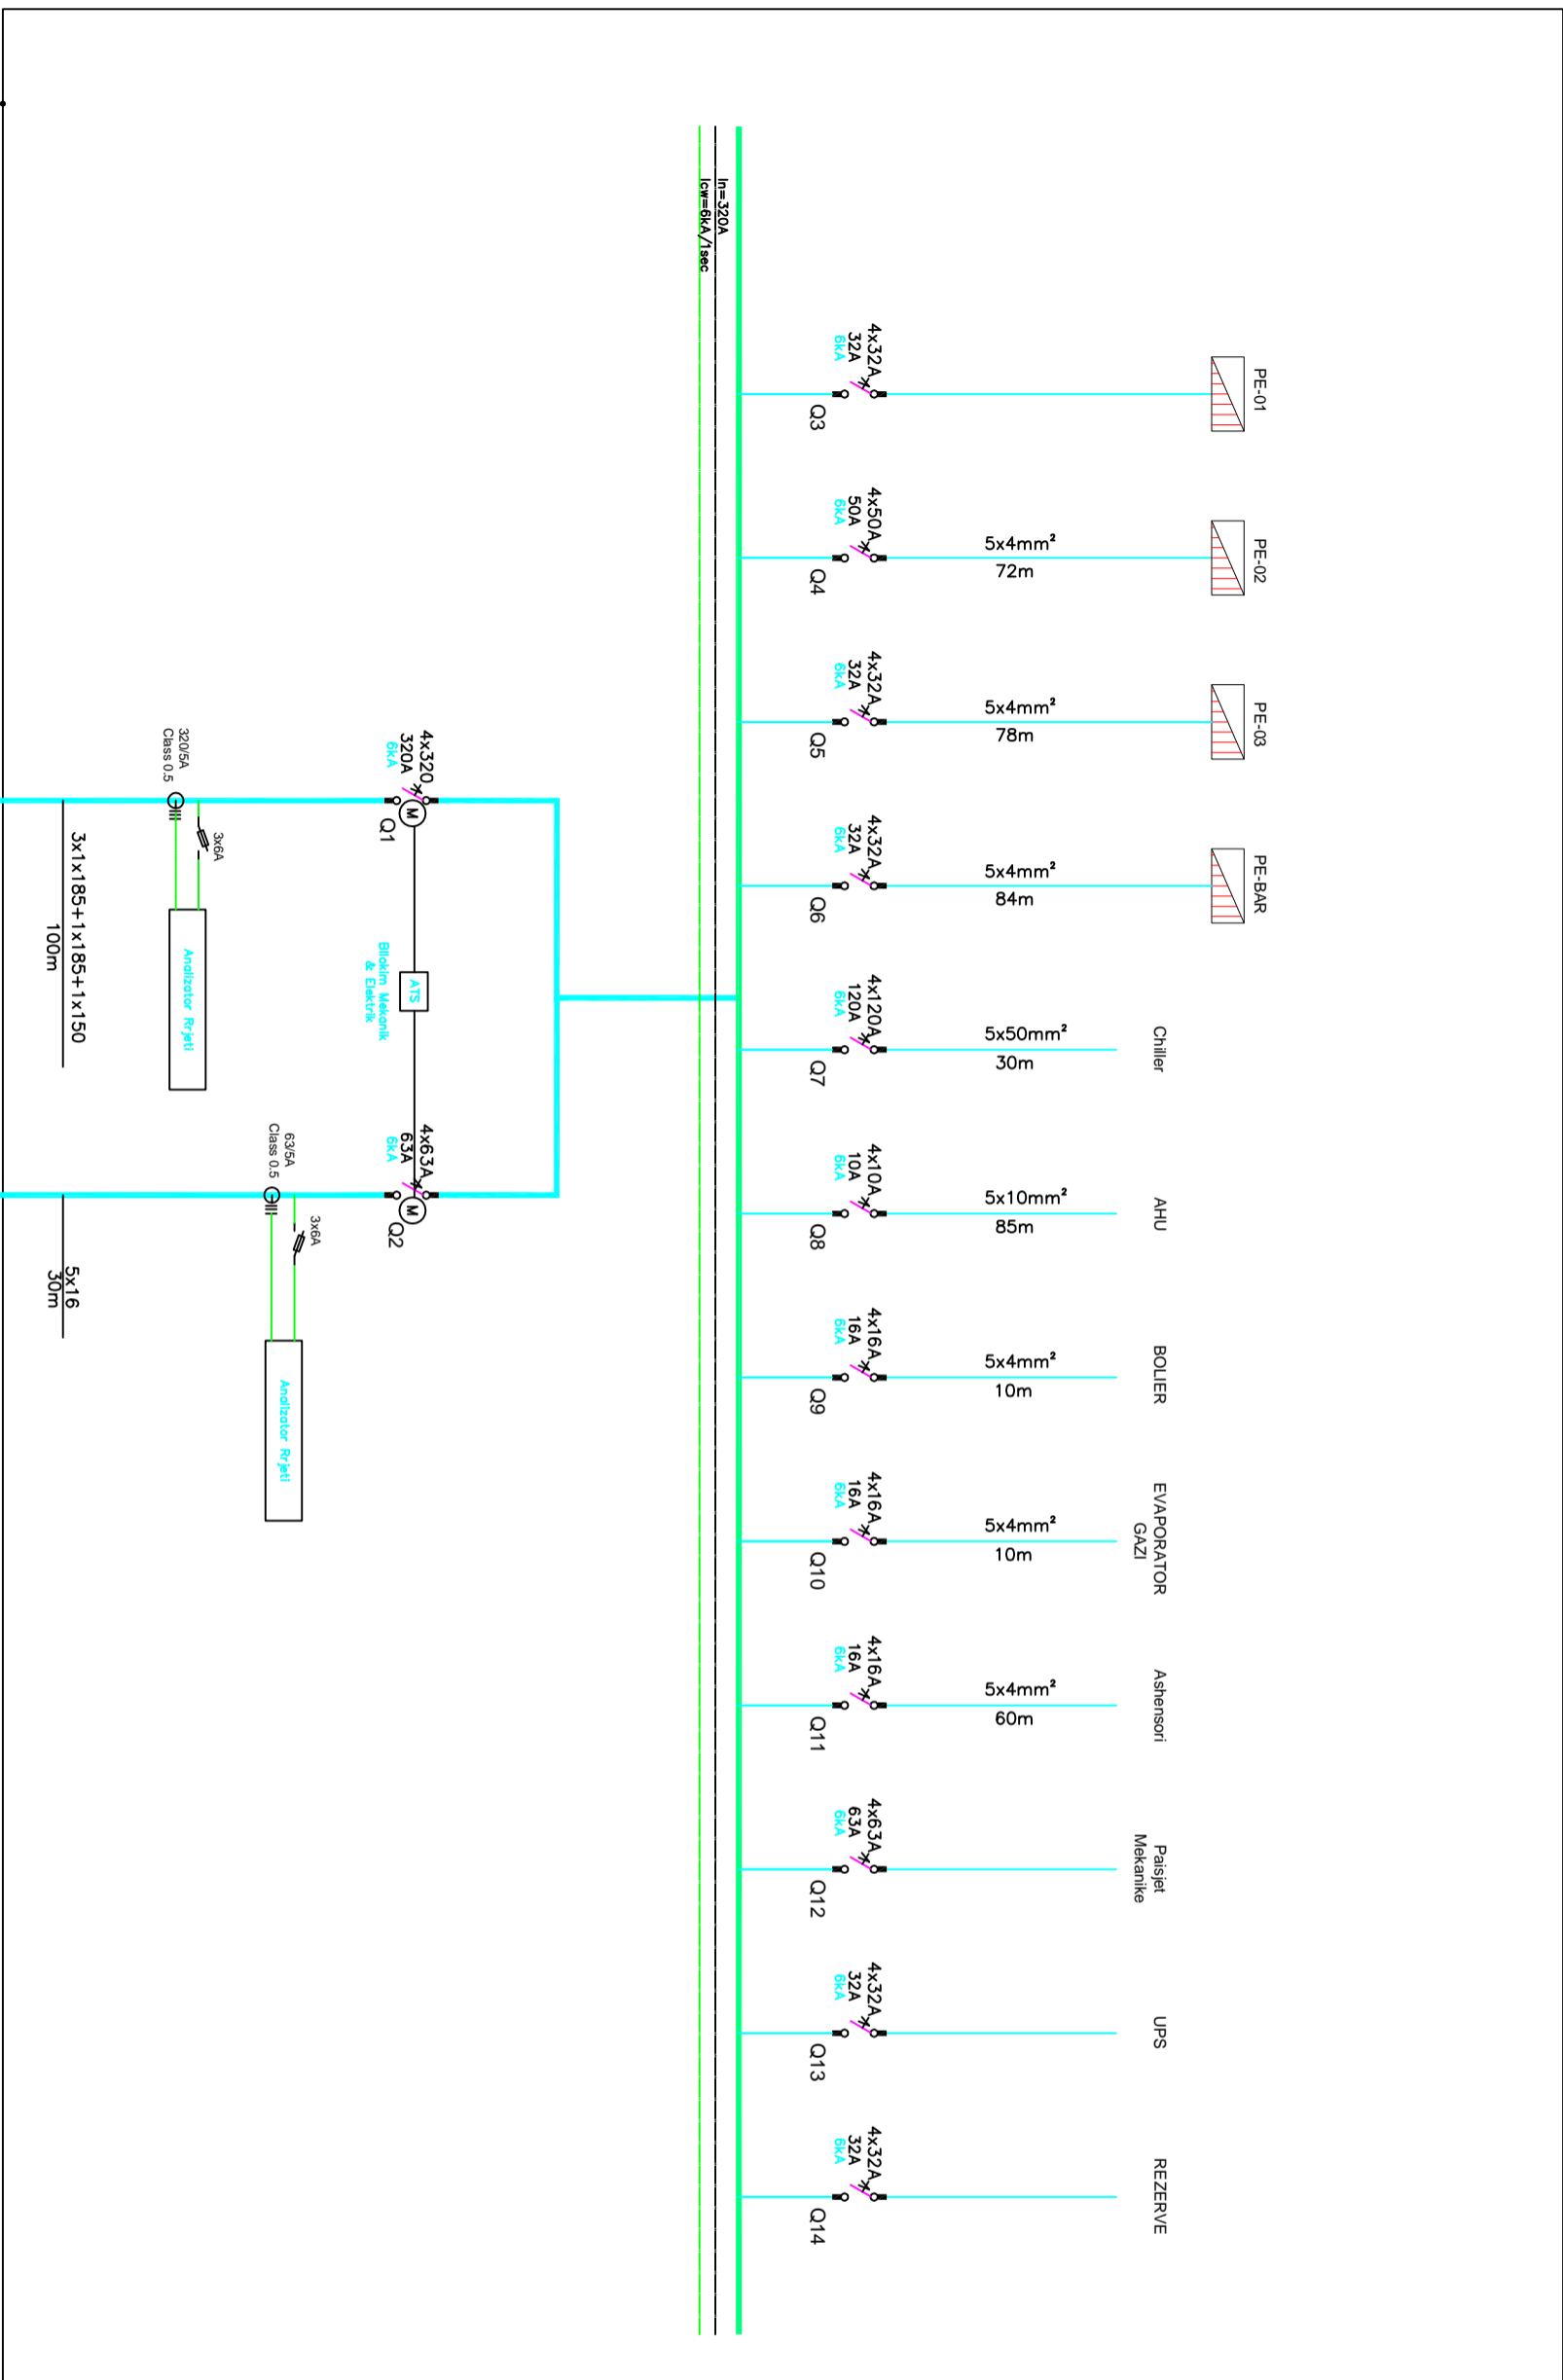 In=320A
Icw=6kA/1sec
PE-01
4x32A
32A
6kA
Q3
PE-02
5x4mm²
72m
4x50A
50A
6kA
Q4
PE-03
5x4mm²
78m
4x32A
32A
6kA
Q5
PE-BAR
5x4mm²
84m
4x32A
32A
6kA
Q6
Chiller
5x50mm²
30m
4x120A
120A
6kA
Q7
AHU
5x10mm²
85m
4x10A
10A
6kA
Q8
BOLIER
5x4mm²
10m
4x16A
16A
6kA
Q9
EVAPORATOR
GAZI
5x4mm²
10m
4x16A
16A
6kA
Q10
Ashensori
5x4mm²
60m
4x16A
16A
6kA
Q11
Paisjet
Mekanike
4x63A
63A
6kA
Q12
UPS
4x32A
32A
6kA
Q13
REZERVE
4x32A
32A
6kA
Q14
4x320
320A
6kA
M
Q1
ATS
Bllokim Mekanik
& Elektrik
4x63A
63A
6kA
M
Q2
320/5A
Class 0.5
3x6A
Analizator Rrjeti
63/5A
Class 0.5
3x6A
Analizator Rrjeti
3x1x185+1x185+1x150
100m
5x16
30m